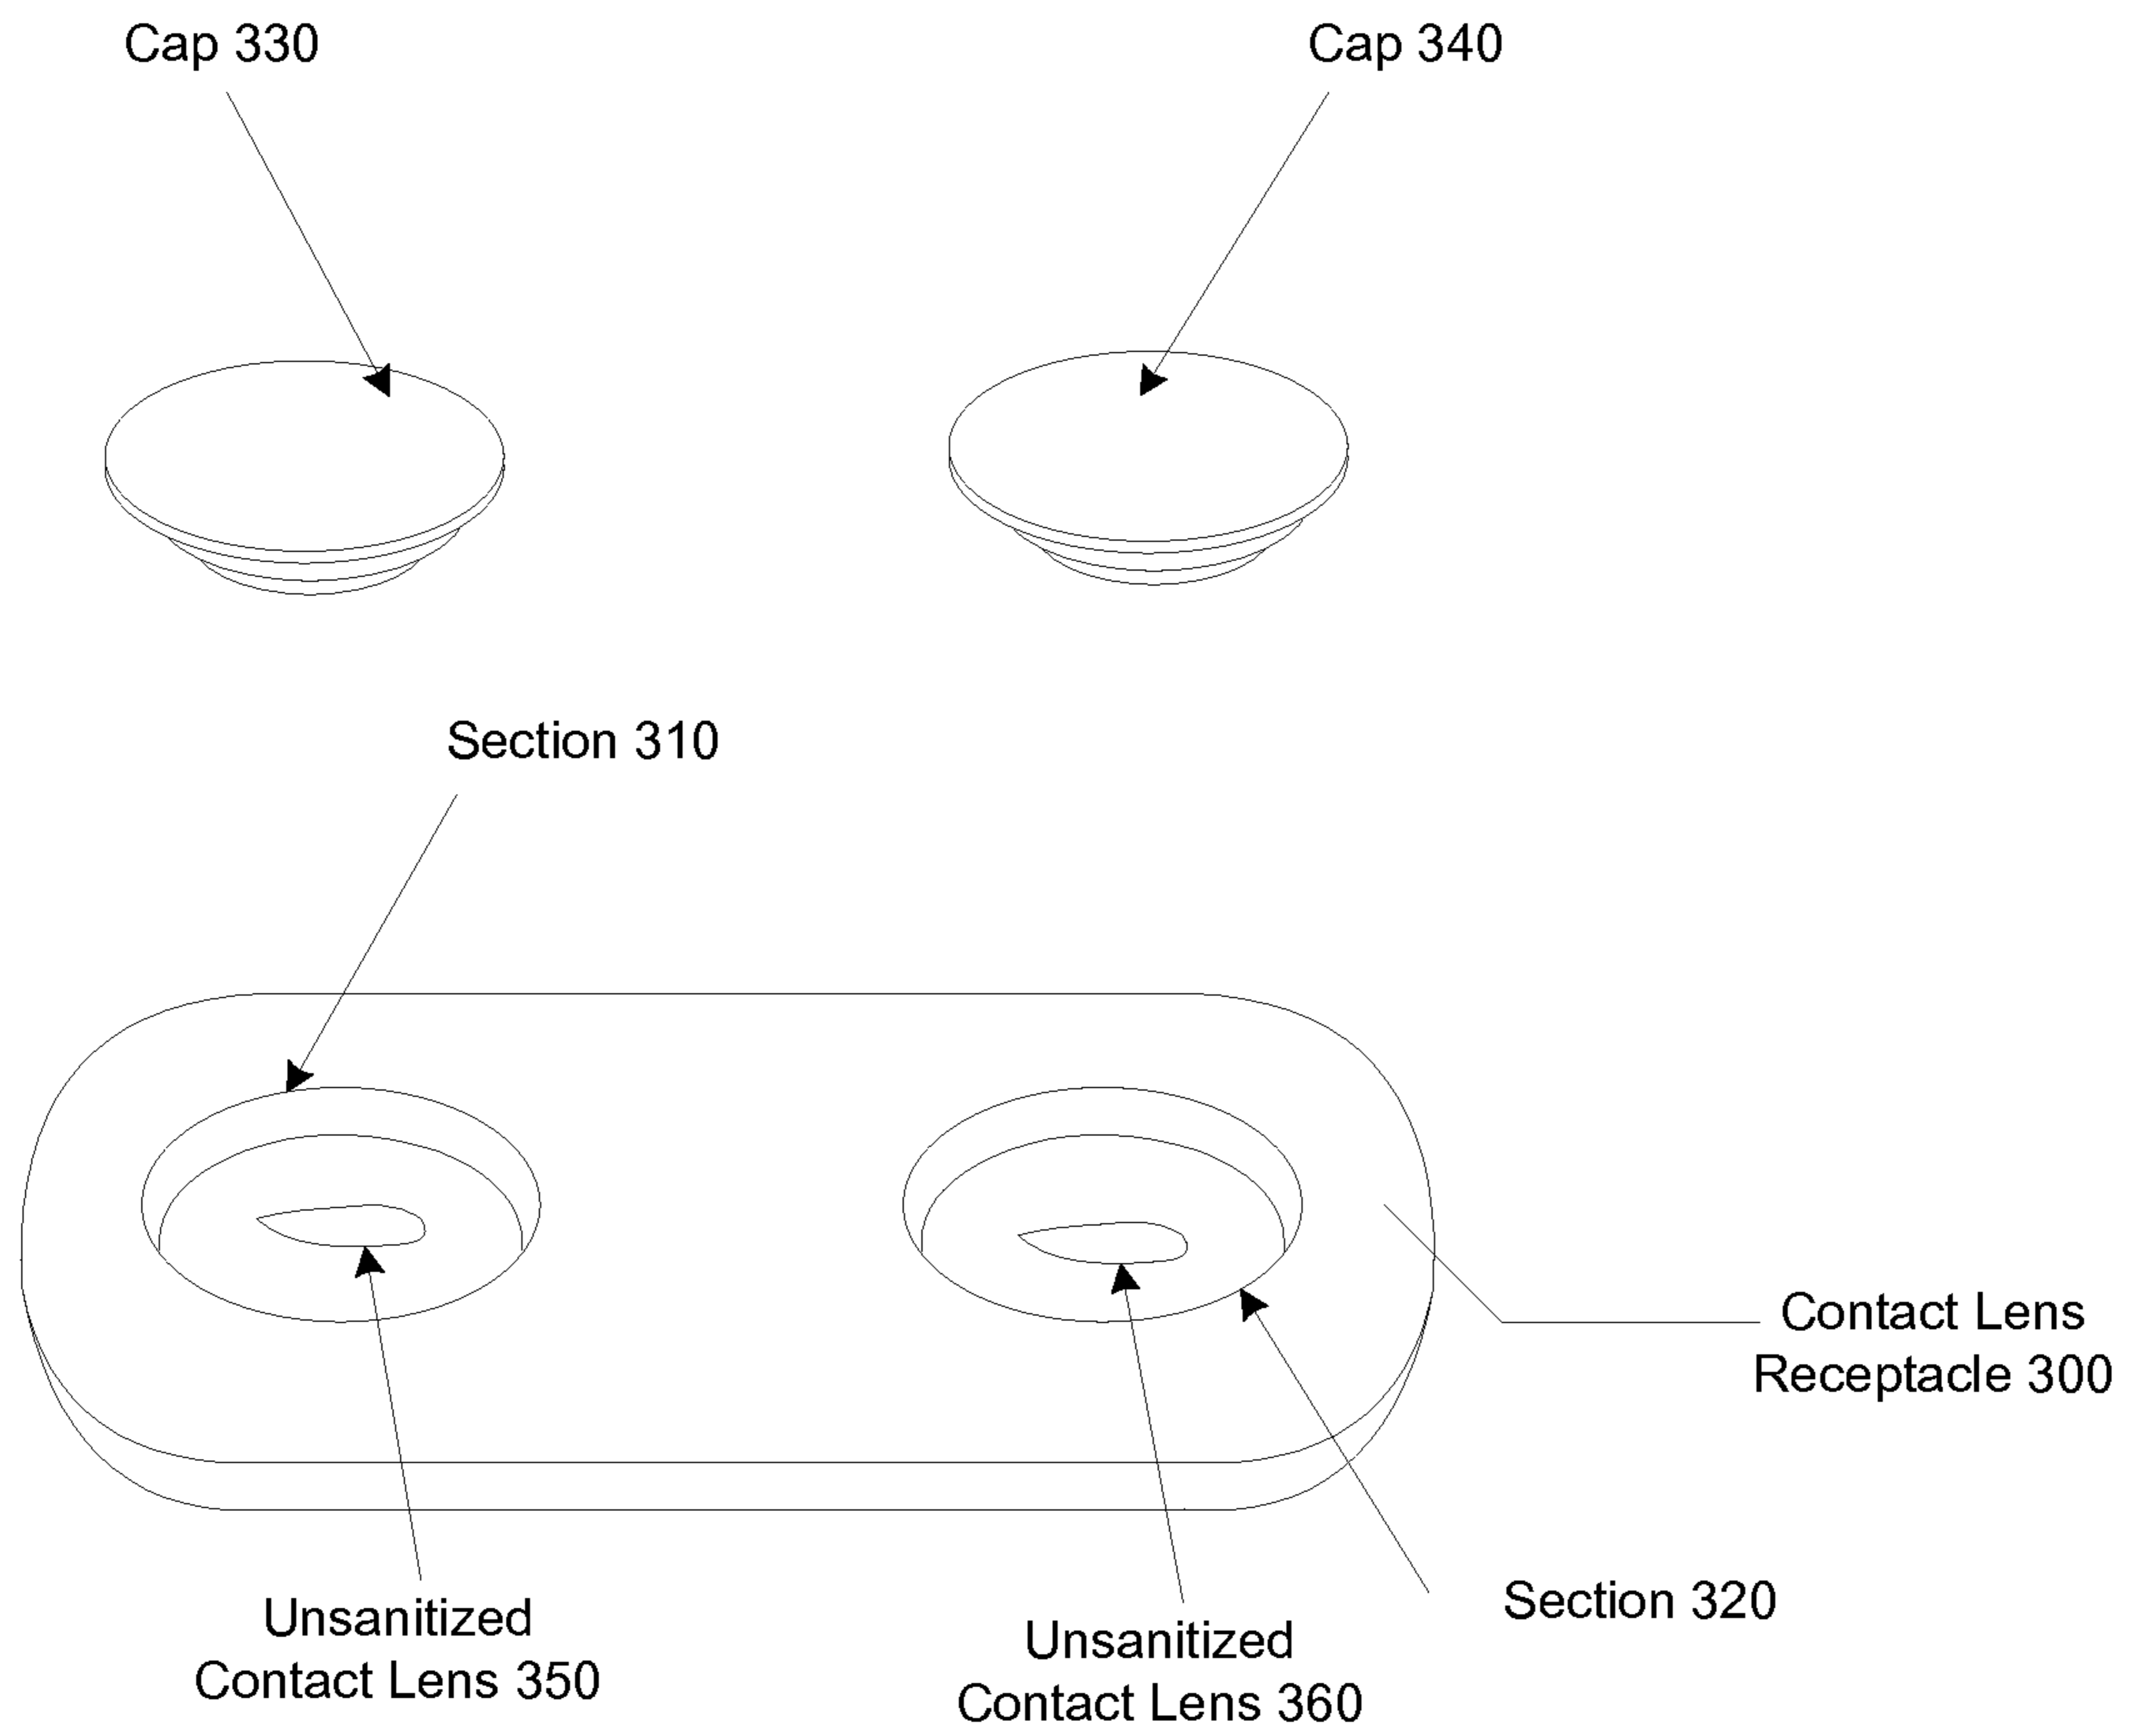 Cap 330
Cap 340
Section 310
Contact Lens
Receptacle 300
Section 320
Unsanitized
Contact Lens 350
Unsanitized
Contact Lens 360